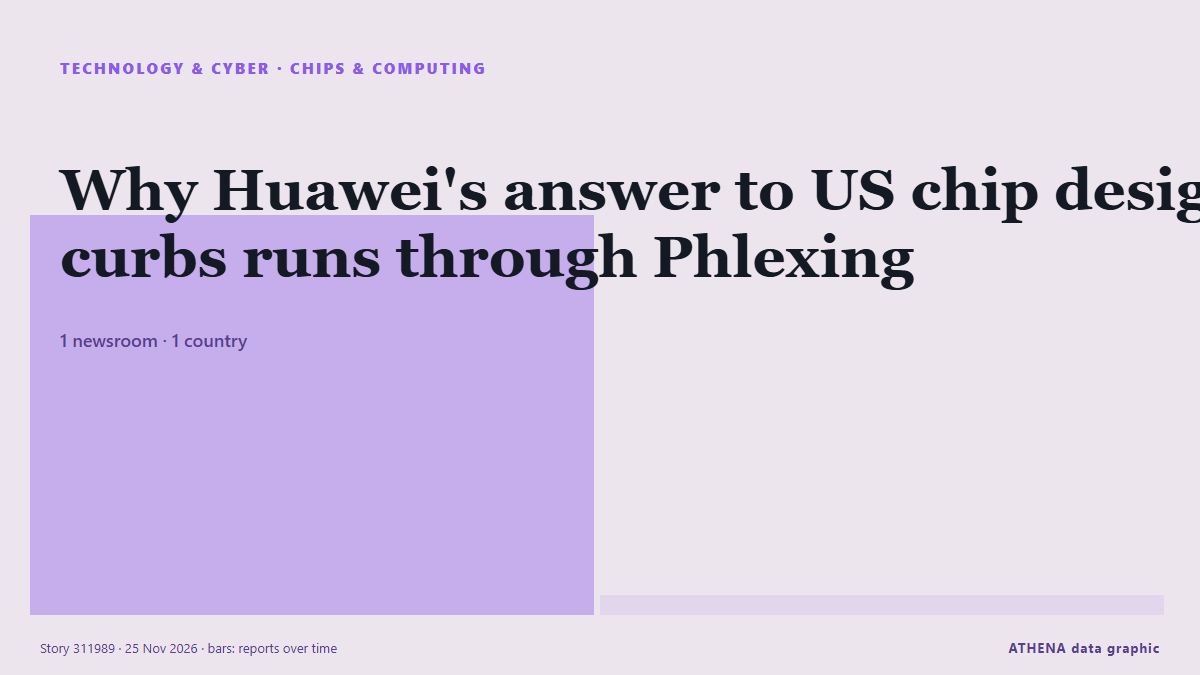 TECHNOLOGY & CYBER · CHIPS & COMPUTING
Why Huawei's answer to US chip desig
curbs runs through Phlexing
1 newsroom · 1 country
Story 311989 · 25 Nov 2026 · bars: reports over time
ATHENA data graphic